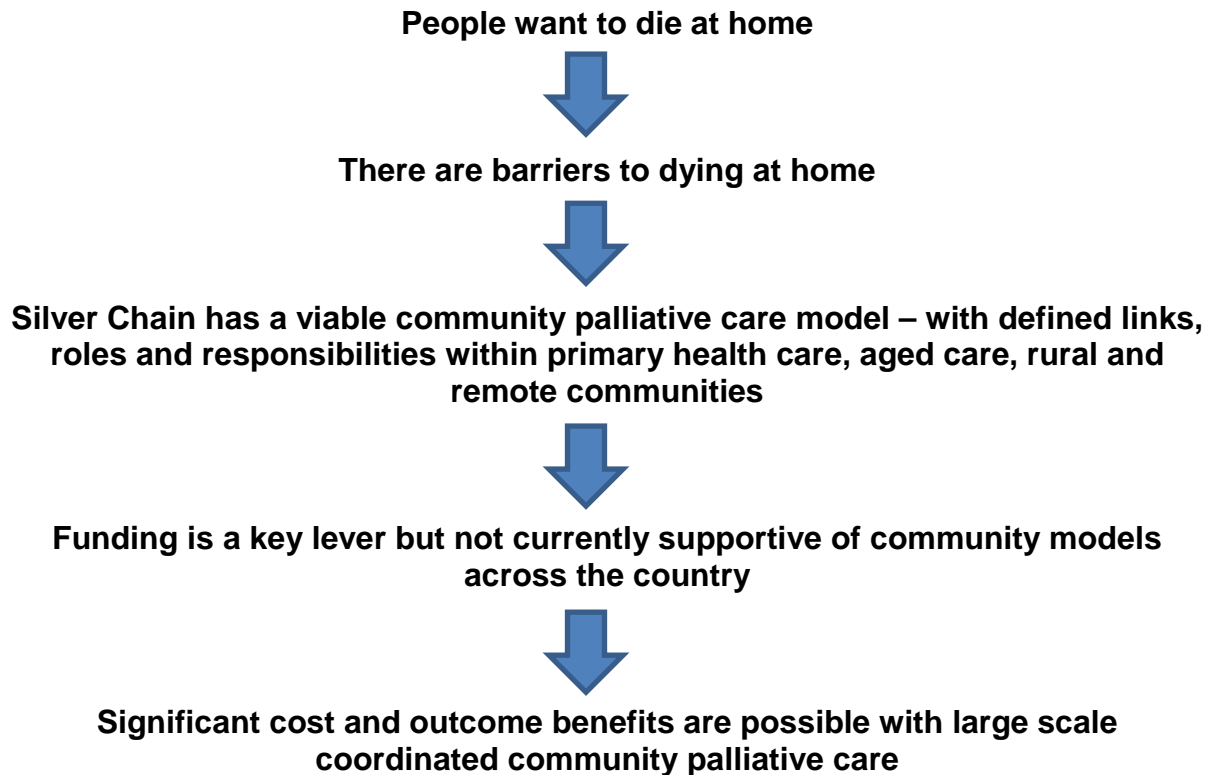 People want to die at home
There are barriers to dying at home
Silver Chain has a viable community palliative care model – with defined links,
roles and responsibilities within primary health care, aged care, rural and
remote communities
Funding is a key lever but not currently supportive of community models
across the country
Significant cost and outcome benefits are possible with large scale
coordinated community palliative care